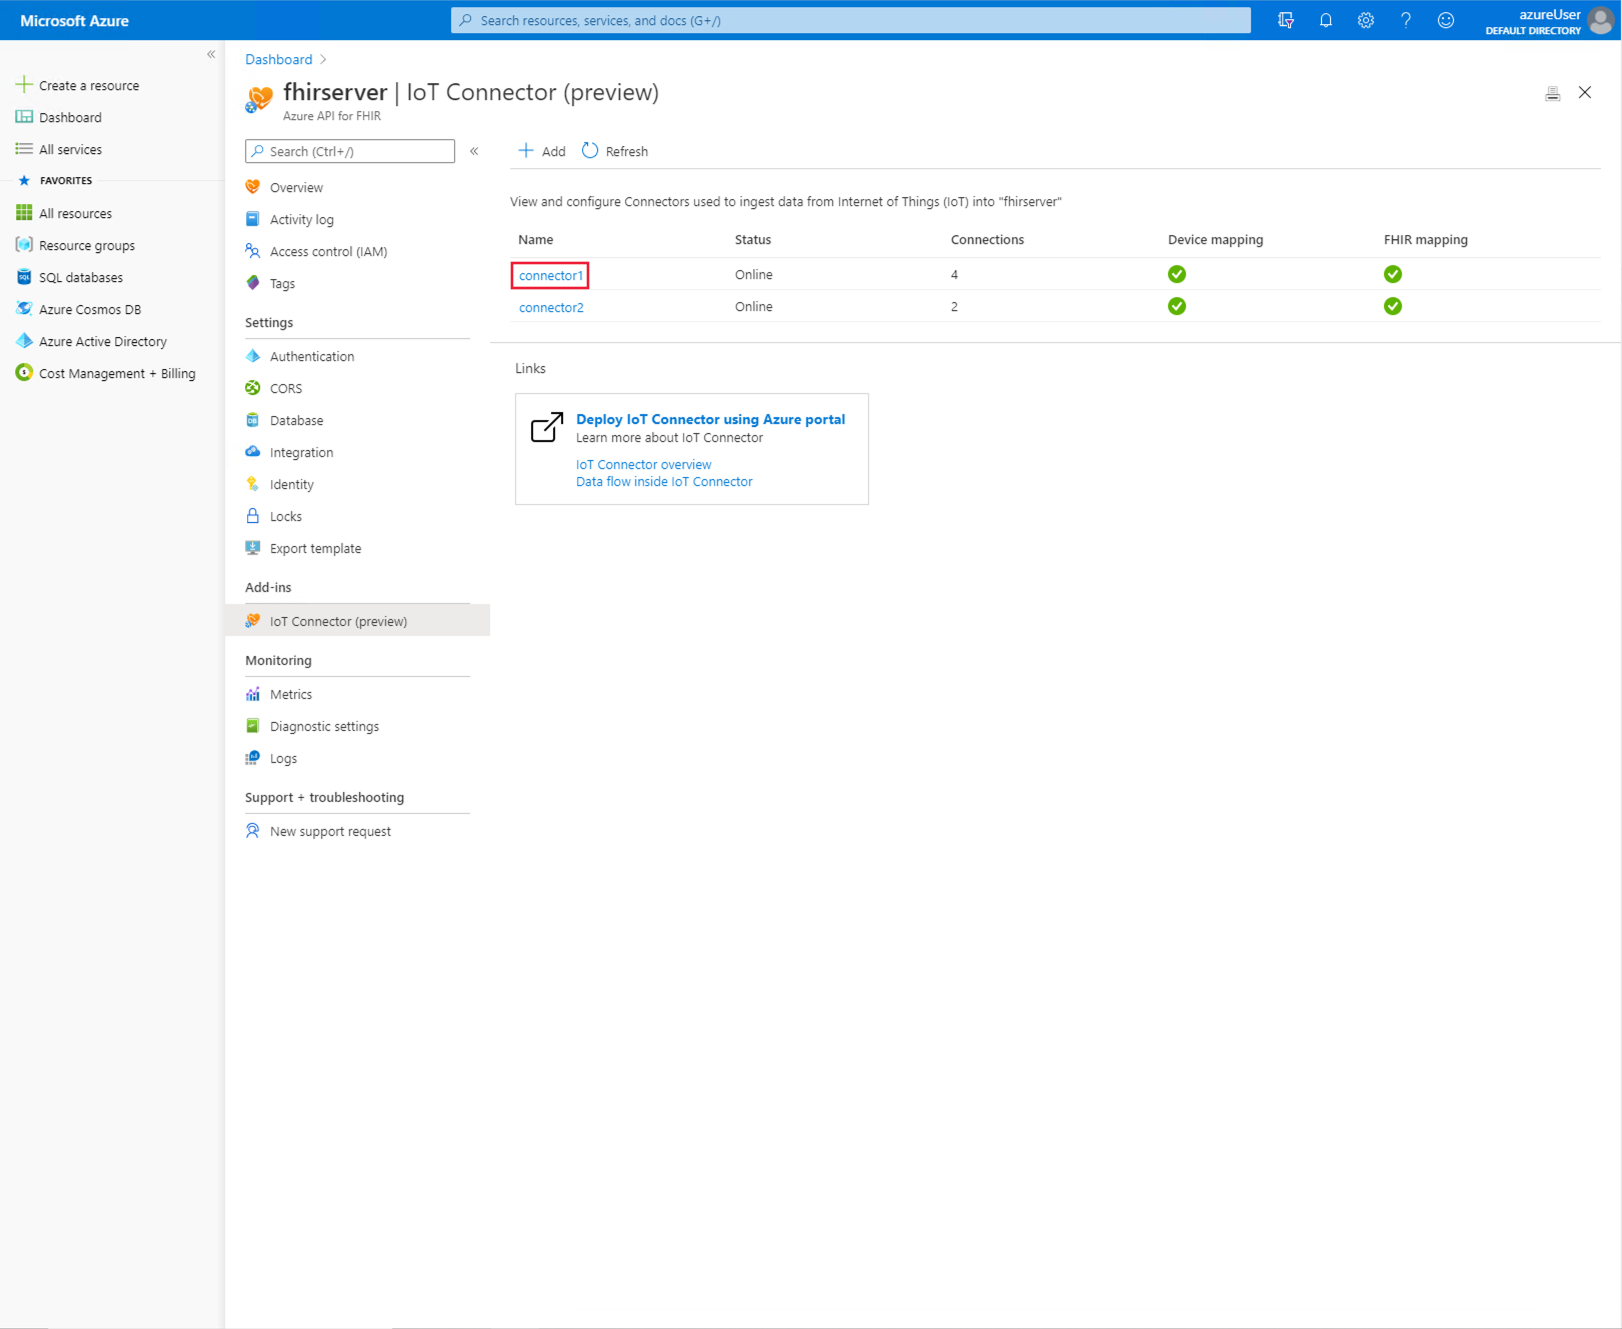 Microsoft Azure
Search resources, services, and docs (G+/)
azureUser
DEFAULT DIRECTORY
Create a resource
Dashboard
All services
FAVORITES
All resources
Resource groups
SQL databases
Azure Cosmos DB
Azure Active Directory
Cost Management + Billing
Dashboard
fhirserver | IoT Connector (preview)
Azure API for FHIR
Search (Ctrl+/)
Overview
Activity log
Access control (IAM)
Tags
Settings
Authentication
CORS
Database
Integration
Identity
Locks
Export template
Add-ins
IoT Connector (preview)
Monitoring
Metrics
Diagnostic settings
Logs
Support + troubleshooting
New support request
Add Refresh
View and configure Connectors used to ingest data from Internet of Things (IoT) into "fhirserver"
Name Status Connections Device mapping FHIR mapping
connector1 Online 4
connector2 Online 2
Links
Deploy IoT Connector using Azure portal
Learn more about IoT Connector
IoT Connector overview
Data flow inside IoT Connector